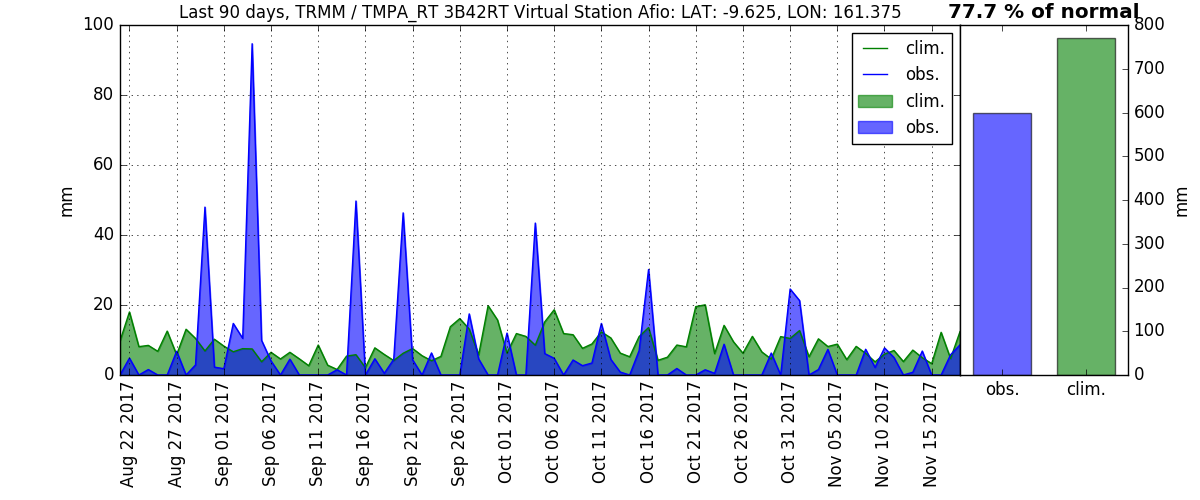 Last 90 days, TRMM / TMPA_RT 3B42RT Virtual Station Afio: LAT: -9.625, LON: 161.375
77.7 % of normal
100
80
60
40
20
0
mm
clim.
obs.
clim.
obs.
Aug 22 2017
Aug 27 2017
Sep 01 2017
Sep 06 2017
Sep 11 2017
Sep 16 2017
Sep 21 2017
Sep 26 2017
Oct 01 2017
Oct 06 2017
Oct 11 2017
Oct 16 2017
Oct 21 2017
Oct 26 2017
Oct 31 2017
Nov 05 2017
Nov 10 2017
Nov 15 2017
800
700
600
500
400
300
200
100
0
mm
obs.
clim.